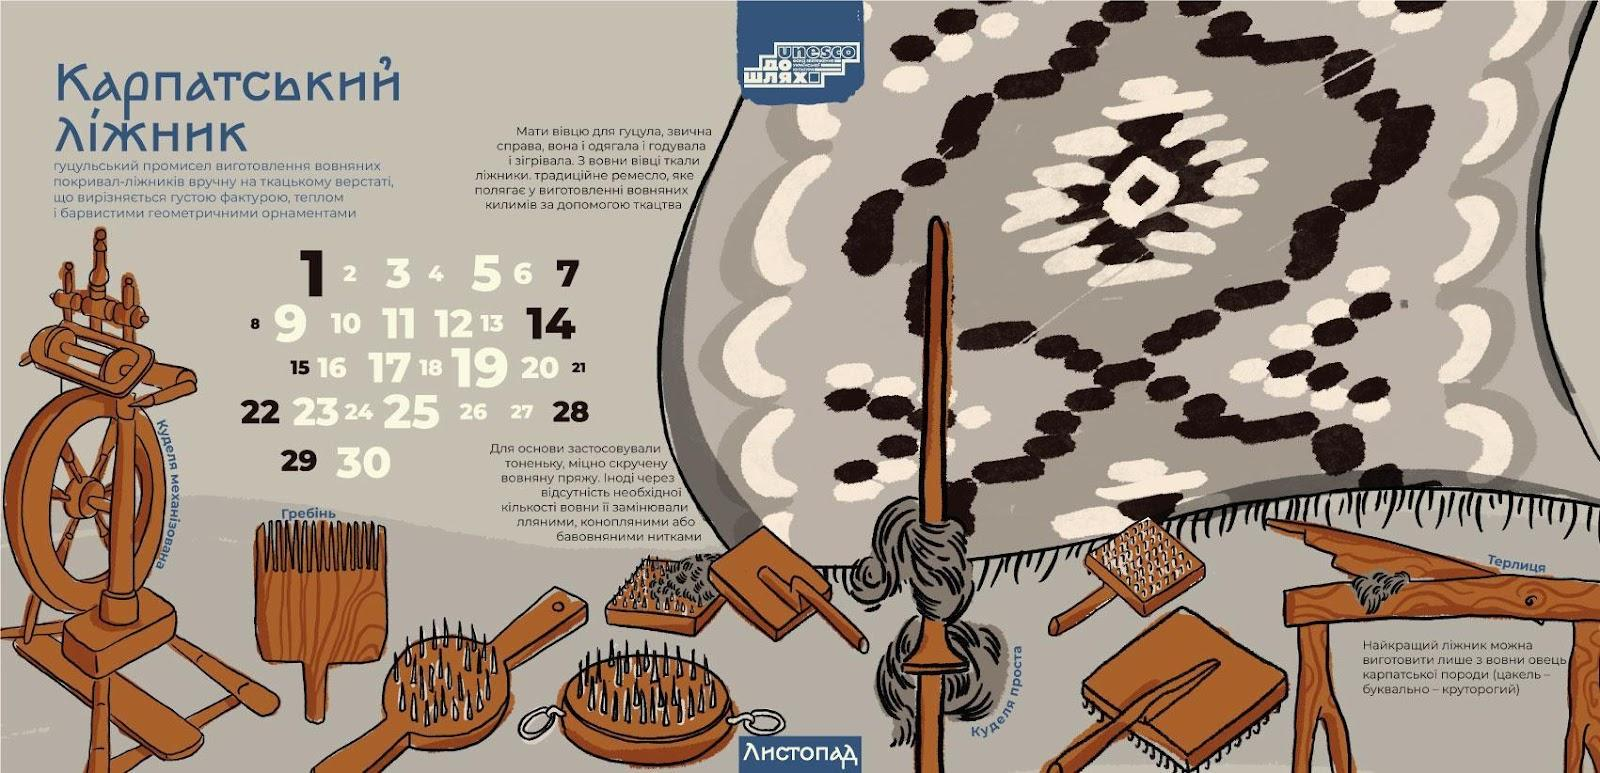 Карпатський
ліжник
гуцульський промисел виготовлення вовняних
покривал-ліжників вручну на ткацькому верстаті,
що вирізняється густою фактурою, теплом
і барвистими геометричними орнаментами
Мати вівцю для гуцула, звична
справа, вона і одягала і годувала
і зігрівала. З вовни вівці ткали
ліжники. традиційне ремесло, яке
полягає у виготовленні вовняних
килимів за допомогою ткацтва
unesco
до
шлях
1 2 3 4 5 6 7
8 9 10 11 12 13 14
15 16 17 18 19 20 21
22 23 24 25 26 27 28
29 30
Для основи застосовували
тоненьку, міцно скручену
вовняну пряжу. Іноді через
відсутність необхідної
кількості вовни її замінювали
лляними, конопляними або
бавовняними нитками
Куделя механізована
Гребінь
Куделя проста
Терлиця
Найкращий ліжник можна
виготовити лише з вовни овець
карпатської породи (цакель –
буквально – круторогий)
Листопад